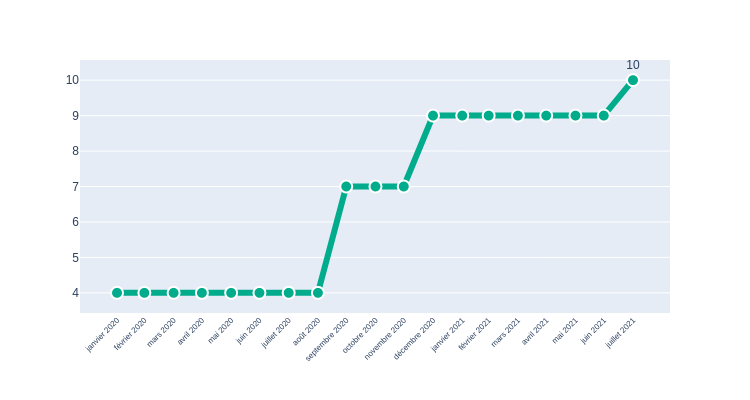 10
10
9
8
7
6
5
4
janvier 2020
février 2020
mars 2020
avril 2020
mai 2020
juin 2020
juillet 2020
août 2020
septembre 2020
octobre 2020
novembre 2020
décembre 2020
janvier 2021
février 2021
mars 2021
avril 2021
mai 2021
juin 2021
juillet 2021